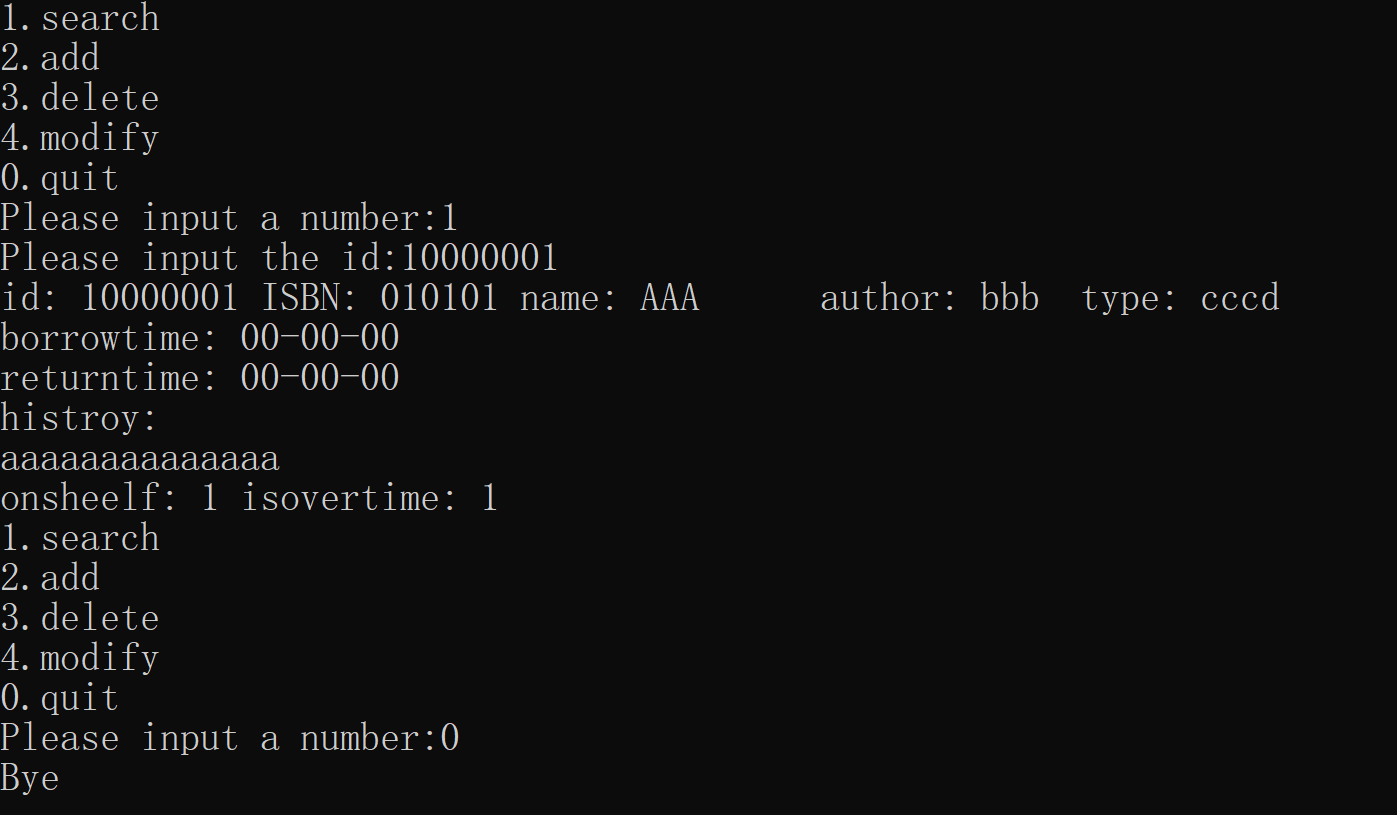 1.search
2.add
3.delete
4.modify
0.quit
Please input a number:1
Please input the id:10000001
id: 10000001 ISBN: 010101 name: AAA      author: bbb  type: cccd
borrowtime: 00-00-00
returntime: 00-00-00
histroy:
aaaaaaaaaaaaaa
onsheelf: 1 isovertime: 1
1.search
2.add
3.delete
4.modify
0.quit
Please input a number:0
Bye